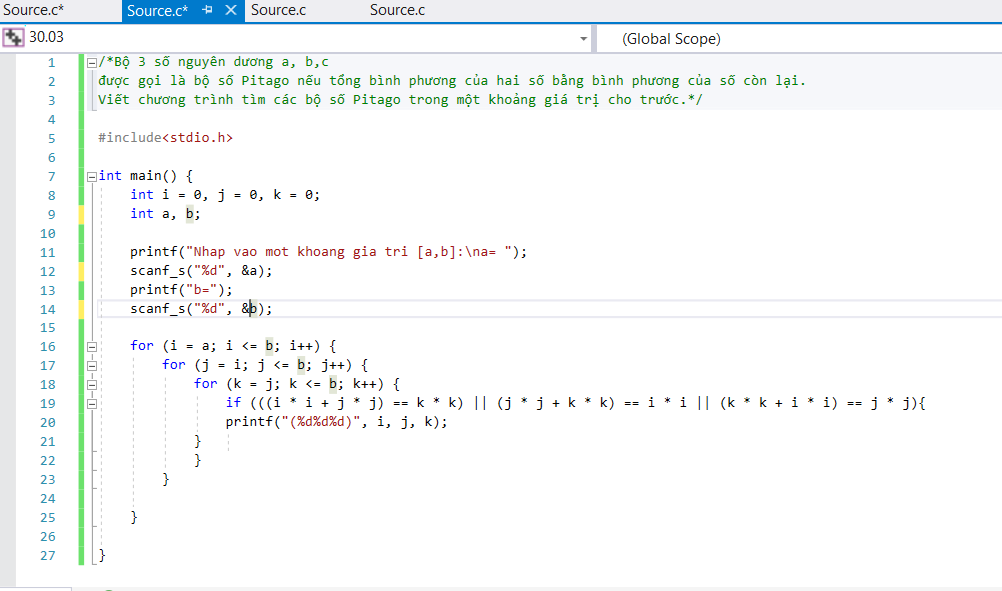 Source.c* Source.c* Source.c Source.c
30.03 (Global Scope)
1 /*Bộ 3 số nguyên dương a, b,c
2 được gọi là bộ số Pitago nếu tổng bình phương của hai số bằng bình phương của số còn lại.
3 Viết chương trình tìm các bộ số Pitago trong một khoảng giá trị cho trước.*/
4
5 #include<stdio.h>
6
7 int main() {
8 int i = 0, j = 0, k = 0;
9 int a, b;
10
11 printf("Nhap vao mot khoang gia tri [a,b]:\na= ");
12 scanf_s("%d", &a);
13 printf("b=");
14 scanf_s("%d", &b);
15
16 for (i = a; i <= b; i++) {
17 for (j = i; j <= b; j++) {
18 for (k = j; k <= b; k++) {
19 if (((i * i + j * j) == k * k) || (j * j + k * k) == i * i || (k * k + i * i) == j * j){
20 printf("(%d%d%d)", i, j, k);
21 }
22 }
23 }
24
25 }
26
27 }